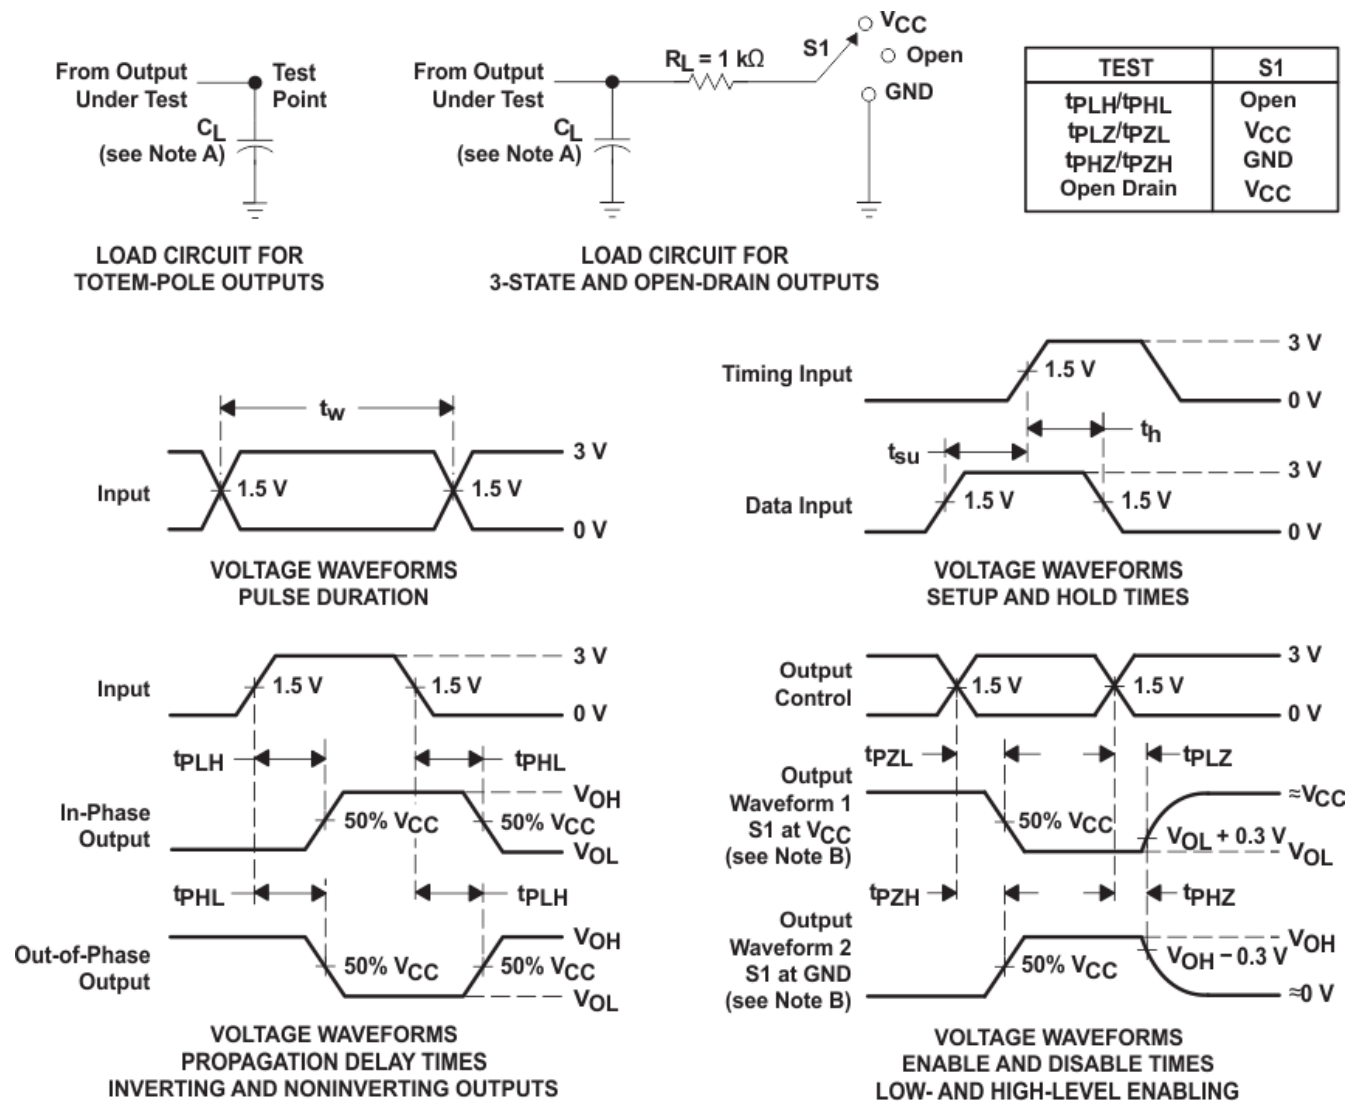 From Output
Under Test
Test
Point
CL
(see Note A)
LOAD CIRCUIT FOR
TOTEM-POLE OUTPUTS
From Output
Under Test
CL
(see Note A)
RL = 1 kΩ
S1
VCC
Open
GND
LOAD CIRCUIT FOR
3-STATE AND OPEN-DRAIN OUTPUTS
TEST S1
tPLH/tPHL Open
tPLZ/tPZL VCC
tPHZ/tPZH GND
Open Drain VCC
tw
Input
1.5 V
1.5 V
3 V
0 V
VOLTAGE WAVEFORMS
PULSE DURATION
Timing Input
1.5 V
3 V
0 V
th
tsu
Data Input
1.5 V
1.5 V
3 V
0 V
VOLTAGE WAVEFORMS
SETUP AND HOLD TIMES
Input
1.5 V
1.5 V
3 V
0 V
tPLH
tPHL
In-Phase
Output
50% VCC
50% VCC
VOH
VOL
tPHL
tPLH
Out-of-Phase
Output
50% VCC
50% VCC
VOH
VOL
VOLTAGE WAVEFORMS
PROPAGATION DELAY TIMES
INVERTING AND NONINVERTING OUTPUTS
Output
Control
1.5 V
1.5 V
3 V
0 V
tPZL
tPLZ
Output
Waveform 1
S1 at VCC
(see Note B)
50% VCC
VOL + 0.3 V
≈VCC
VOL
tPZH
tPHZ
Output
Waveform 2
S1 at GND
(see Note B)
50% VCC
VOH – 0.3 V
VOH
≈0 V
VOLTAGE WAVEFORMS
ENABLE AND DISABLE TIMES
LOW- AND HIGH-LEVEL ENABLING